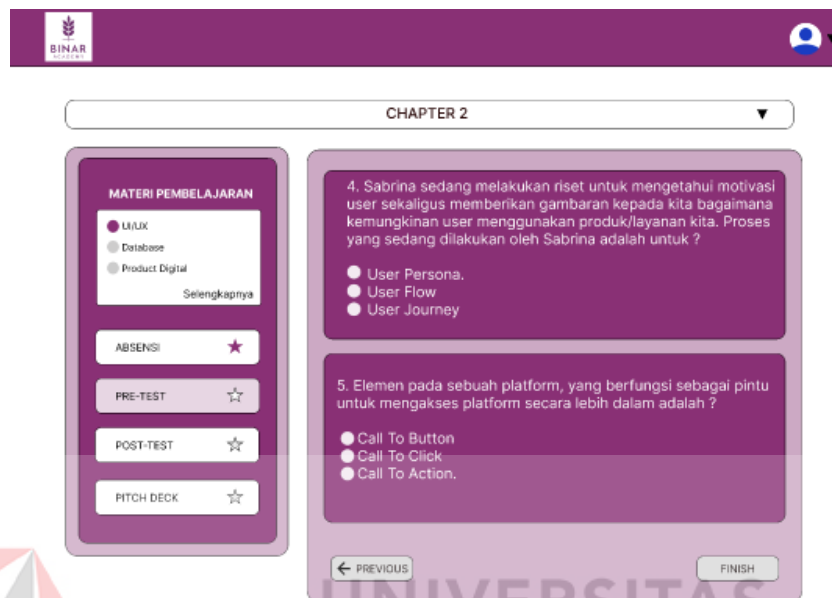 BINAR
ACADEMY
CHAPTER 2
MATERI PEMBELAJARAN
UI/UX
Database
Product Digital
Selengkapnya
ABSENSI
PRE-TEST
POST-TEST
PITCH DECK
4. Sabrina sedang melakukan riset untuk mengetahui motivasi
user sekaligus memberikan gambaran kepada kita bagaimana
kemungkinan user menggunakan produk/layanan kita. Proses
yang sedang dilakukan oleh Sabrina adalah untuk ?
User Persona.
User Flow
User Journey
5. Elemen pada sebuah platform, yang berfungsi sebagai pintu
untuk mengakses platform secara lebih dalam adalah ?
Call To Button
Call To Click
Call To Action.
← PREVIOUS
FINISH
UNIVERSITAS